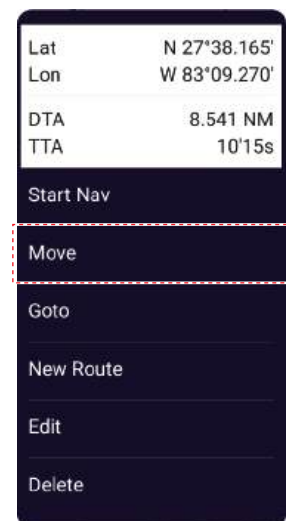 Lat N 27°38.165'
Lon W 83°09.270'
DTA 8.541 NM
TTA 10'15s
Start Nav
Move
Goto
New Route
Edit
Delete